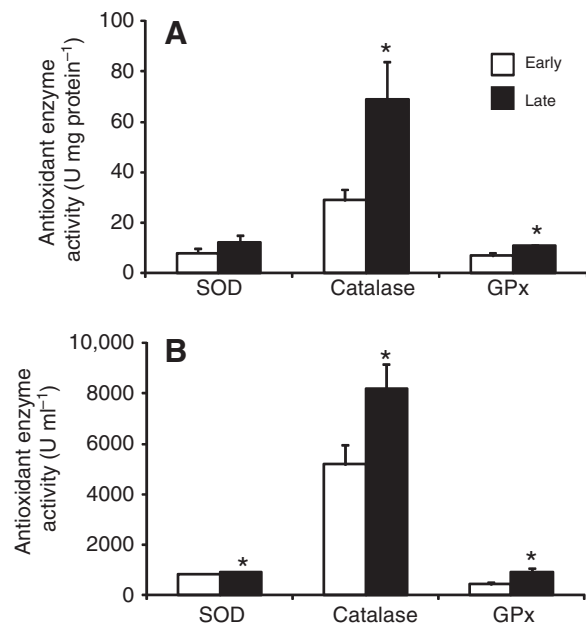 A
Antioxidant enzyme
activity (U mg protein⁻¹)
100
80
60
40
20
0
*
*
Early
Late
SOD Catalase GPx
B
Antioxidant enzyme
activity (U ml⁻¹)
10,000
8000
6000
4000
2000
0
*
*
*
SOD Catalase GPx